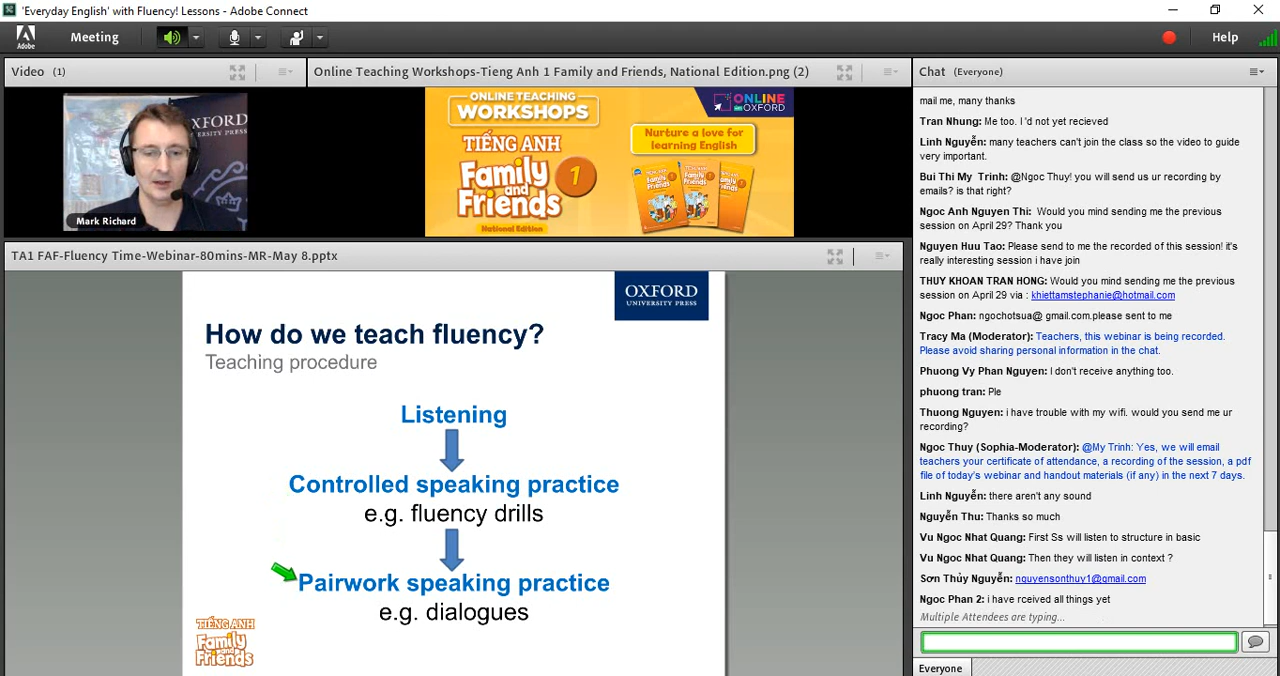 'Everyday English' with Fluency! Lessons - Adobe Connect
Adobe
Meeting
Help
Video (1)
Online Teaching Workshops-Tieng Anh 1 Family and Friends, National Edition.png (2)
Chat (Everyone)
OXFORD
UNIVERSITY PRESS
Mark Richard
ONLINE TEACHING
WORKSHOPS
TIẾNG ANH
Family
and
Friends
1
National Edition
ONLINE
OXFORD
Nurture a love for
learning English
TA1 FAF-Fluency Time-Webinar-80mins-MR-May 8.pptx
OXFORD
UNIVERSITY PRESS
How do we teach fluency?
Teaching procedure
Listening
Controlled speaking practice
e.g. fluency drills
Pairwork speaking practice
e.g. dialogues
TIẾNG ANH
Family
and
Friends
mail me, many thanks
Tran Nhung: Me too. I 'd not yet recieved
Linh Nguyễn: many teachers can't join the class so the video to guide
very important.
Bui Thi My Trinh: @Ngoc Thuy! you will send us ur recording by
emails? is that right?
Ngoc Anh Nguyen Thi: Would you mind sending me the previous
session on April 29? Thank you
Nguyen Huu Tao: Please send to me the recorded of this session! it's
really interesting session i have join
THUY KHOAN TRAN HONG: Would you mind sending me the previous
session on April 29 via : khiettamstephanie@hotmail.com
Ngoc Phan: ngochotsua@ gmail.com.please sent to me
Tracy Ma (Moderator): Teachers, this webinar is being recorded.
Please avoid sharing personal information in the chat.
Phuong Vy Phan Nguyen: I don't receive anything too.
phuong tran: Ple
Thuong Nguyen: i have trouble with my wifi. would you send me ur
recording?
Ngoc Thuy (Sophia-Moderator): @My Trinh: Yes, we will email
teachers your certificate of attendance, a recording of the session, a pdf
file of today's webinar and handout materials (if any) in the next 7 days.
Linh Nguyễn: there aren't any sound
Nguyễn Thu: Thanks so much
Vu Ngoc Nhat Quang: First Ss will listen to structure in basic
Vu Ngoc Nhat Quang: Then they will listen in context ?
Sơn Thủy Nguyễn: nguyensonthuy1@gmail.com
Ngoc Phan 2: i have rceived all things yet
Multiple Attendees are typing...
Everyone